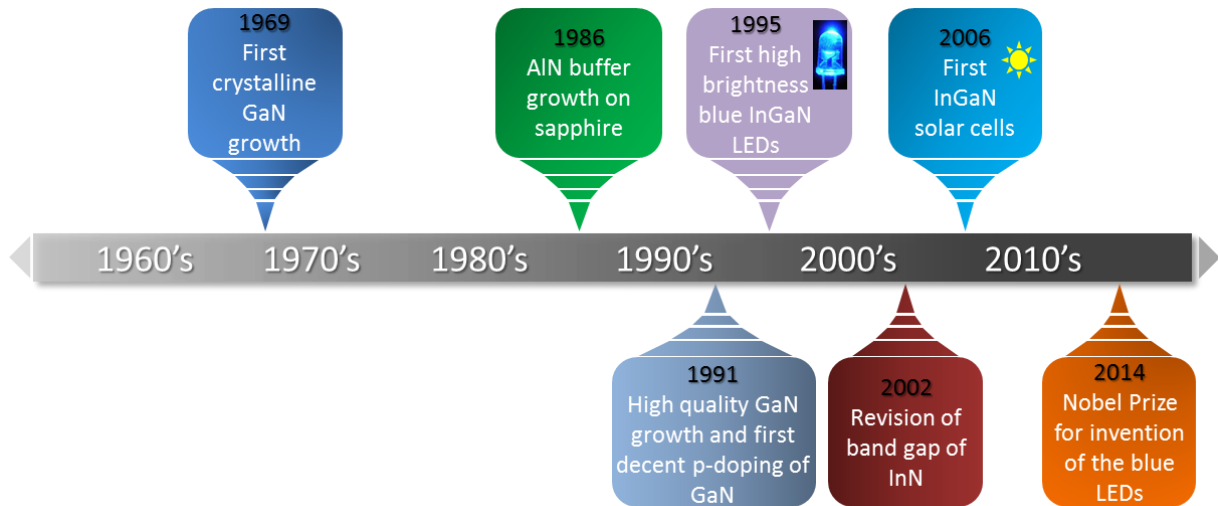 1969
First
crystalline
GaN
growth
1986
AlN buffer
growth on
sapphire
1995
First high
brightness
blue InGaN
LEDs
2006
First
InGaN
solar cells
1960's
1970's
1980's
1990's
2000's
2010's
1991
High quality GaN
growth and first
decent p-doping of
GaN
2002
Revision of
band gap of
InN
2014
Nobel Prize
for invention
of the blue
LEDs